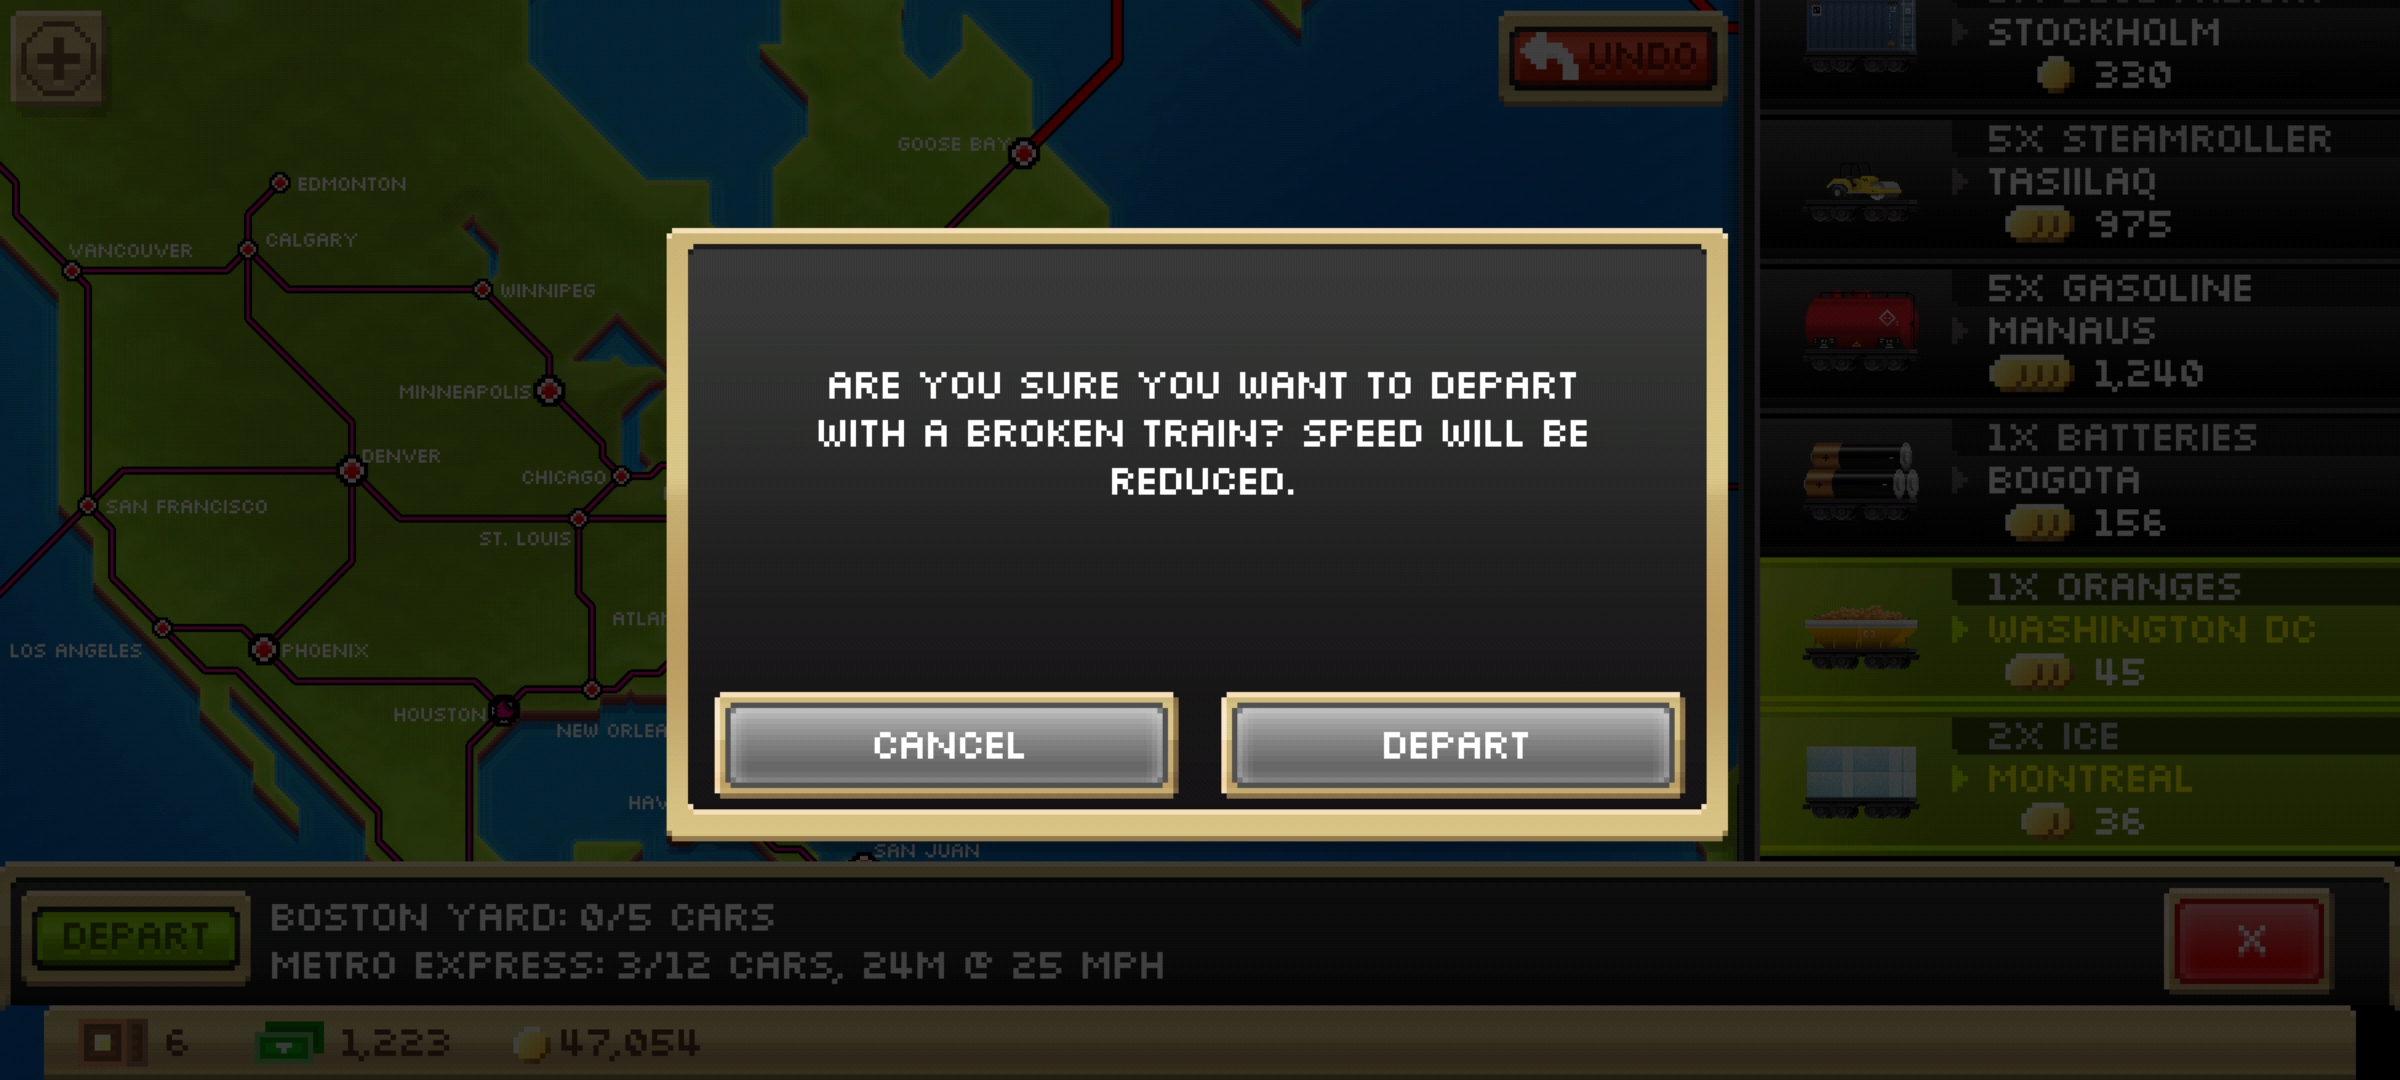 UNDO
GOOSE BAY
EDMONTON
CALGARY
VANCOUVER
WINNIPEG
MINNEAPOLIS
DENVER
CHICAGO
SAN FRANCISCO
ST. LOUIS
LOS ANGELES
PHOENIX
HOUSTON
SAN JUAN
ARE YOU SURE YOU WANT TO DEPART
WITH A BROKEN TRAIN? SPEED WILL BE
REDUCED.
CANCEL
DEPART
STOCKHOLM
330
5X STEAMROLLER
TASIILAQ
975
5X GASOLINE
MANAUS
1,240
1X BATTERIES
BOGOTA
156
1X ORANGES
WASHINGTON DC
45
2X ICE
MONTREAL
36
DEPART
BOSTON YARD: 0/5 CARS
METRO EXPRESS: 3/12 CARS, 24M @ 25 MPH
X
6
1,223
47,054